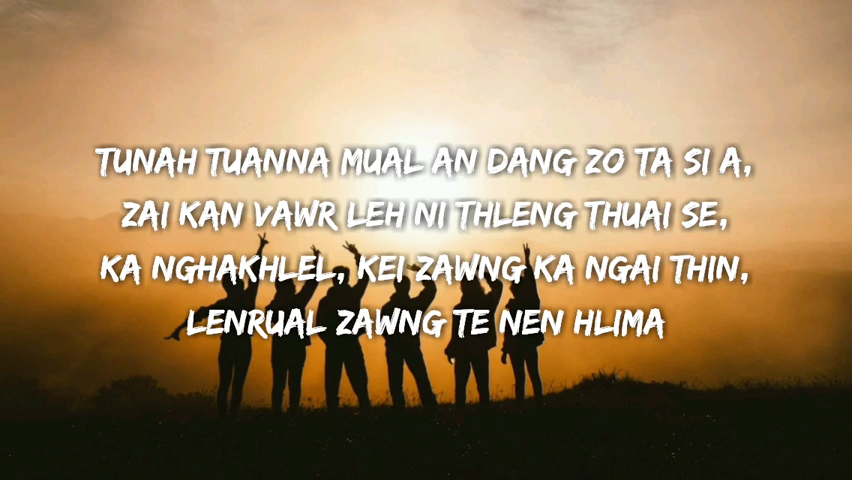 TUNAH TUANNA MUAL AN DANG ZO TA SI A,
ZAI KAN VAWR LEH NI THLENG THUAI SE,
KA NGHAKHLEL, KEI ZAWNG KA NGAI THIN,
LENRUAL ZAWNG TE NEN HLIMA